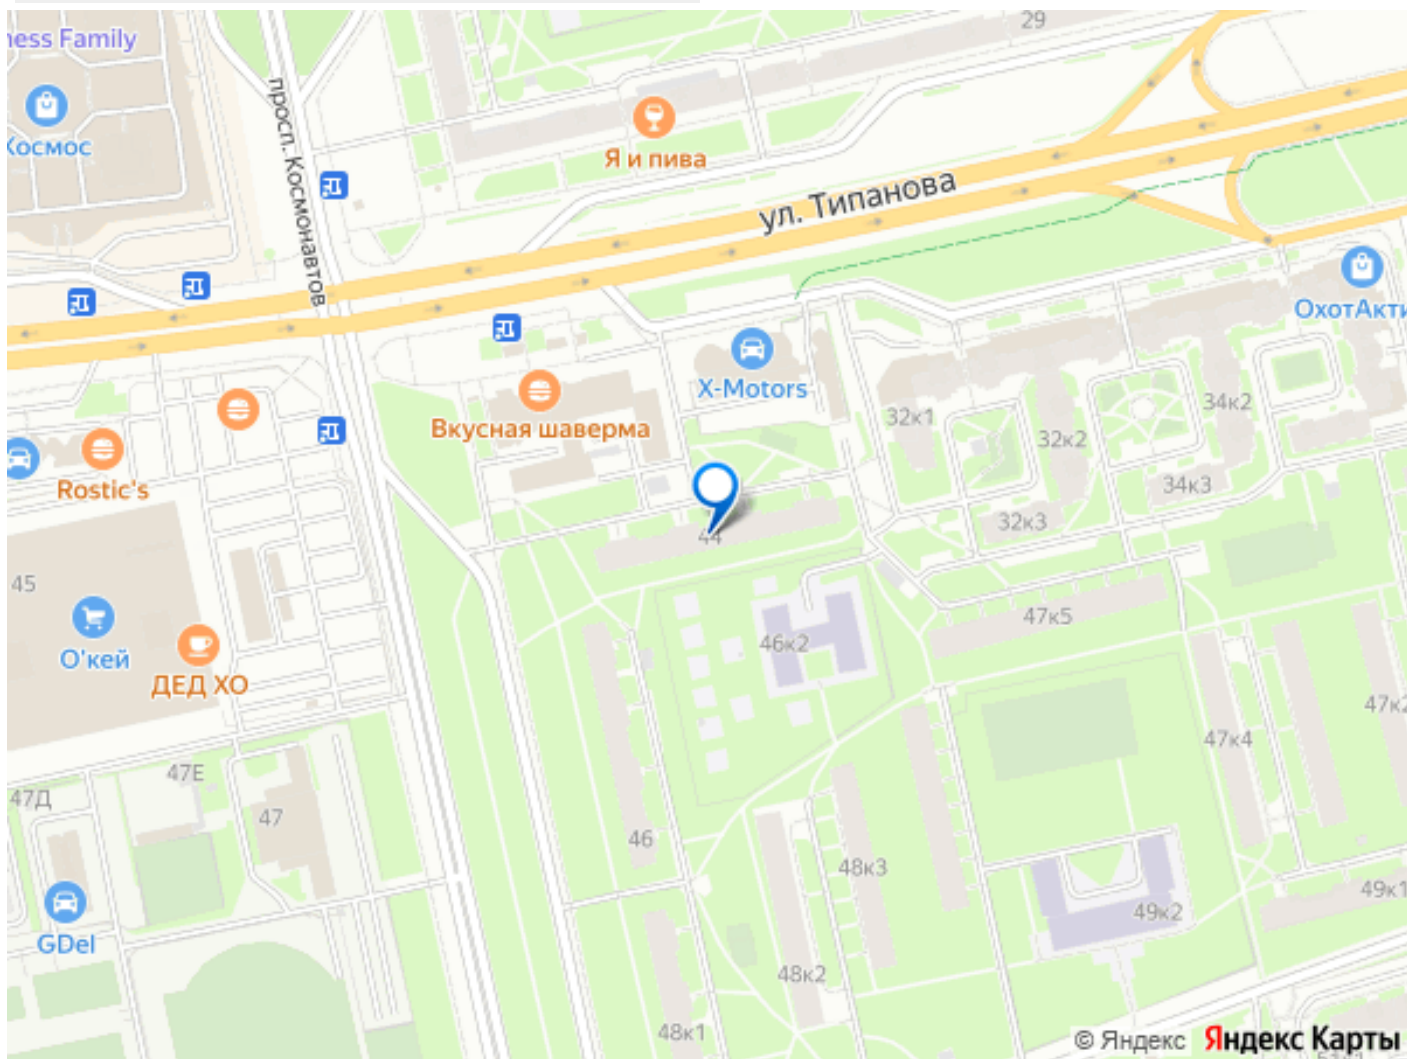 29
ness Family
Космос
просп. Космонавтов
Я и пива
ул. Типанова
ОхотАкти
X-Motors
Вкусная шаверма
32к1
34к2
32к2
Rostic's
34к3
32к3
44
45
47к5
46к2
О'кей
ДЕД ХО
47к2
47к4
47Е
47Д
47
46
48к3
49к1
49к2
GDel
48к2
48к1
© Яндекс Яндекс Карты